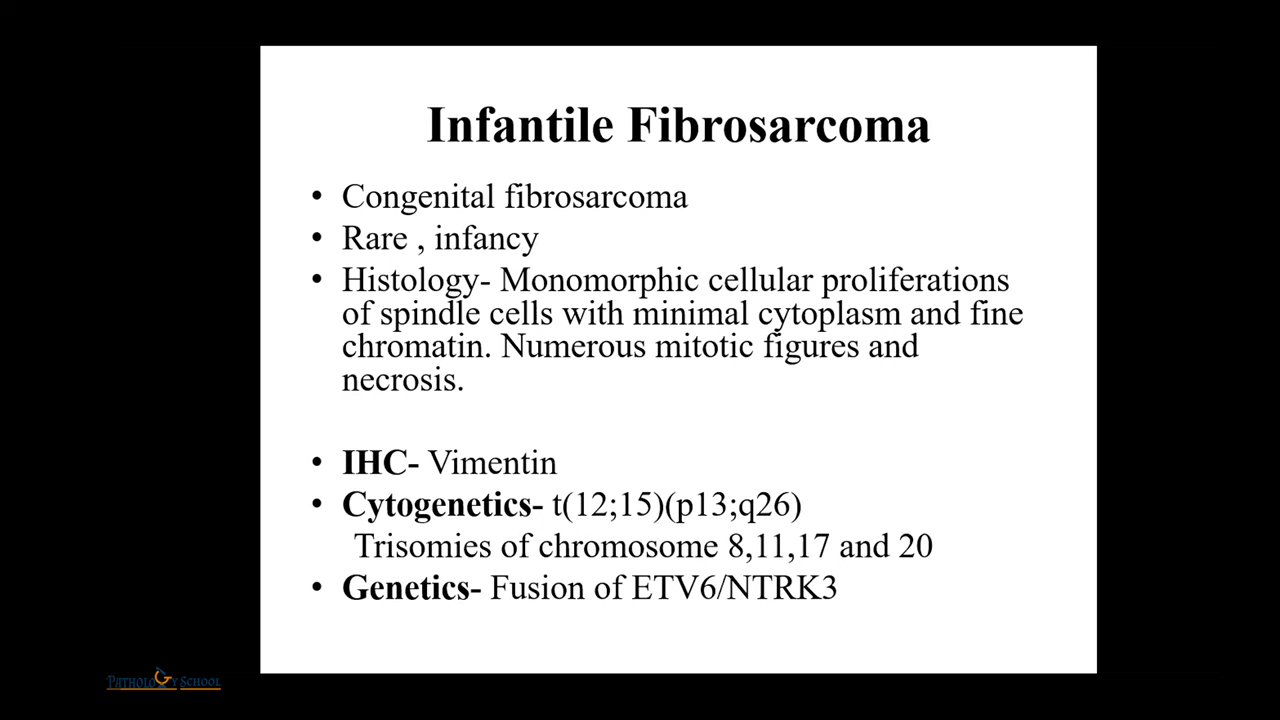 Infantile Fibrosarcoma
• Congenital fibrosarcoma
• Rare , infancy
• Histology- Monomorphic cellular proliferations
of spindle cells with minimal cytoplasm and fine
chromatin. Numerous mitotic figures and
necrosis.
• IHC- Vimentin
• Cytogenetics- t(12;15)(p13;q26)
Trisomies of chromosome 8,11,17 and 20
• Genetics- Fusion of ETV6/NTRK3
PATHOLOGY SCHOOL